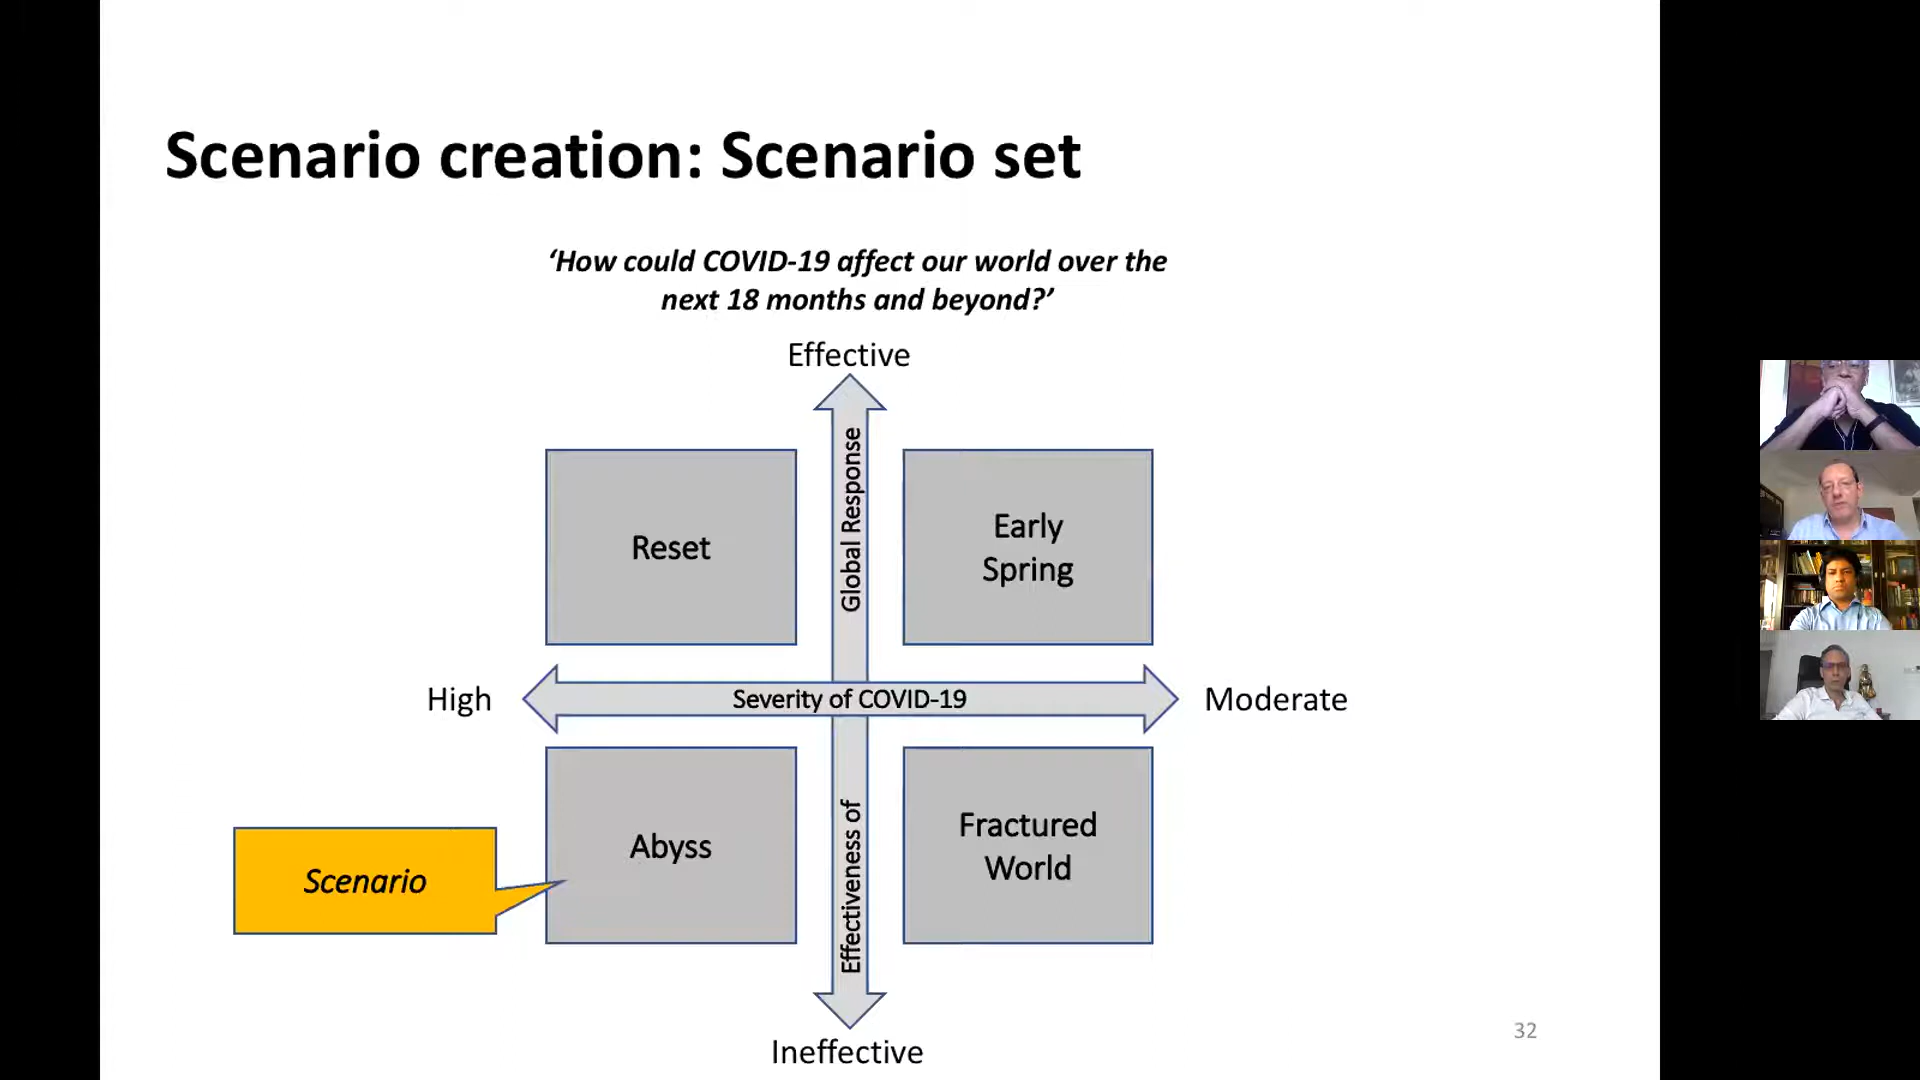 Scenario creation: Scenario set
‘How could COVID-19 affect our world over the
next 18 months and beyond?’
Effective
Global Response
Reset
Early
Spring
High
Severity of COVID-19
Moderate
Effectiveness of
Abyss
Fractured
World
Scenario
Ineffective
32